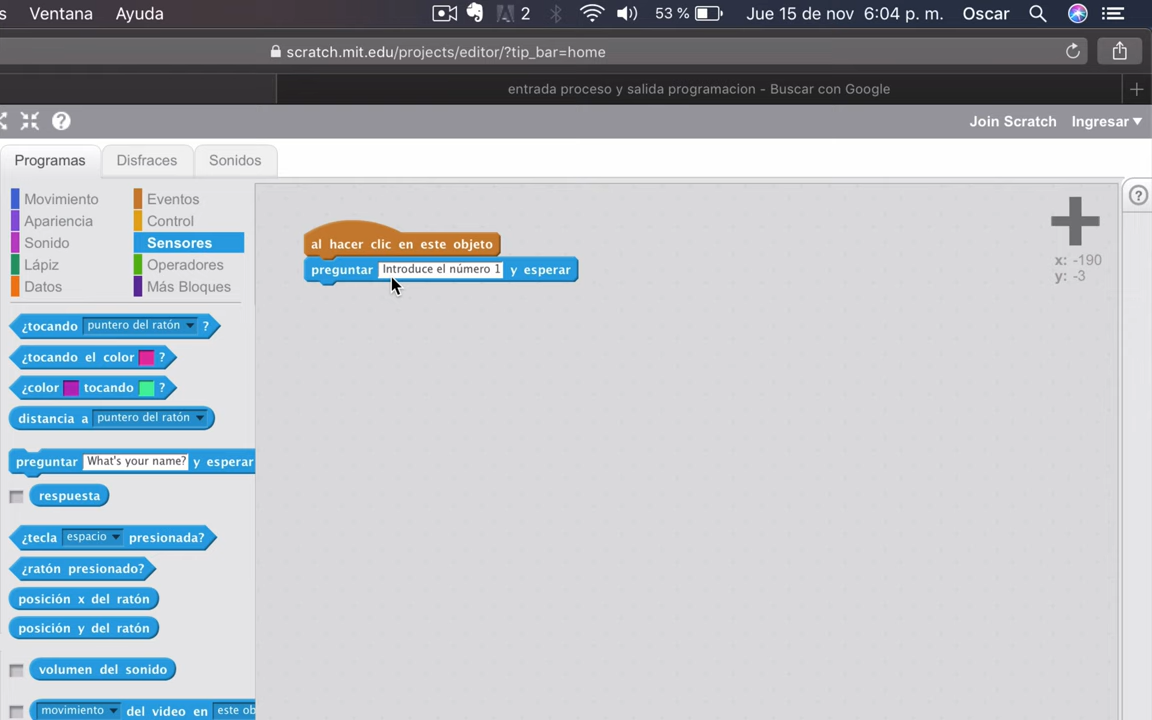 Ventana Ayuda 2 53 % Jue 15 de nov 6:04 p. m. Oscar
scratch.mit.edu/projects/editor/?tip_bar=home
entrada proceso y salida programacion - Buscar con Google +
? Join Scratch Ingresar ▾
Programas Disfraces Sonidos
?
Movimiento Eventos
Apariencia Control
Sonido Sensores
Lápiz Operadores
Datos Más Bloques
¿tocando puntero del ratón ?
¿tocando el color ?
¿color tocando ?
distancia a puntero del ratón
preguntar What's your name? y esperar
respuesta
¿tecla espacio presionada?
¿ratón presionado?
posición x del ratón
posición y del ratón
volumen del sonido
movimiento del video en este ob
al hacer clic en este objeto
preguntar Introduce el número 1 y esperar
x: -190
y: -3